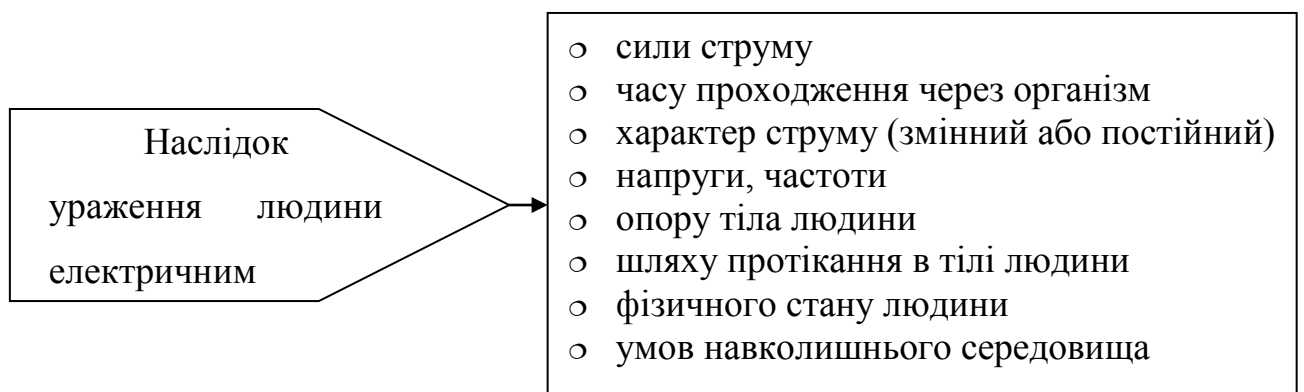 Наслідок
ураження людини
електричним
сили струму
часу проходження через організм
характер струму (змінний або постійний)
напруги, частоти
опору тіла людини
шляху протікання в тілі людини
фізичного стану людини
умов навколишнього середовища